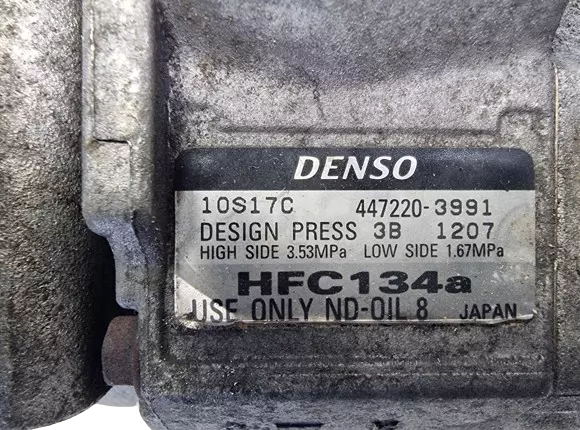 DENSO
10S17C 447220-3991
DESIGN PRESS 3B 1207
HIGH SIDE 3.53MPa LOW SIDE 1.67MPa
HFC134a
USE ONLY ND-OIL 8 JAPAN